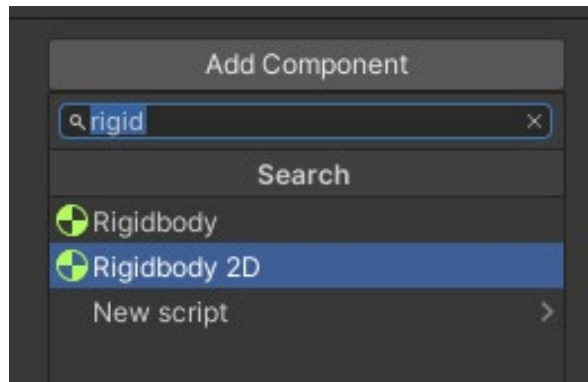 Add Component
rigid
Search
Rigidbody
Rigidbody 2D
New script